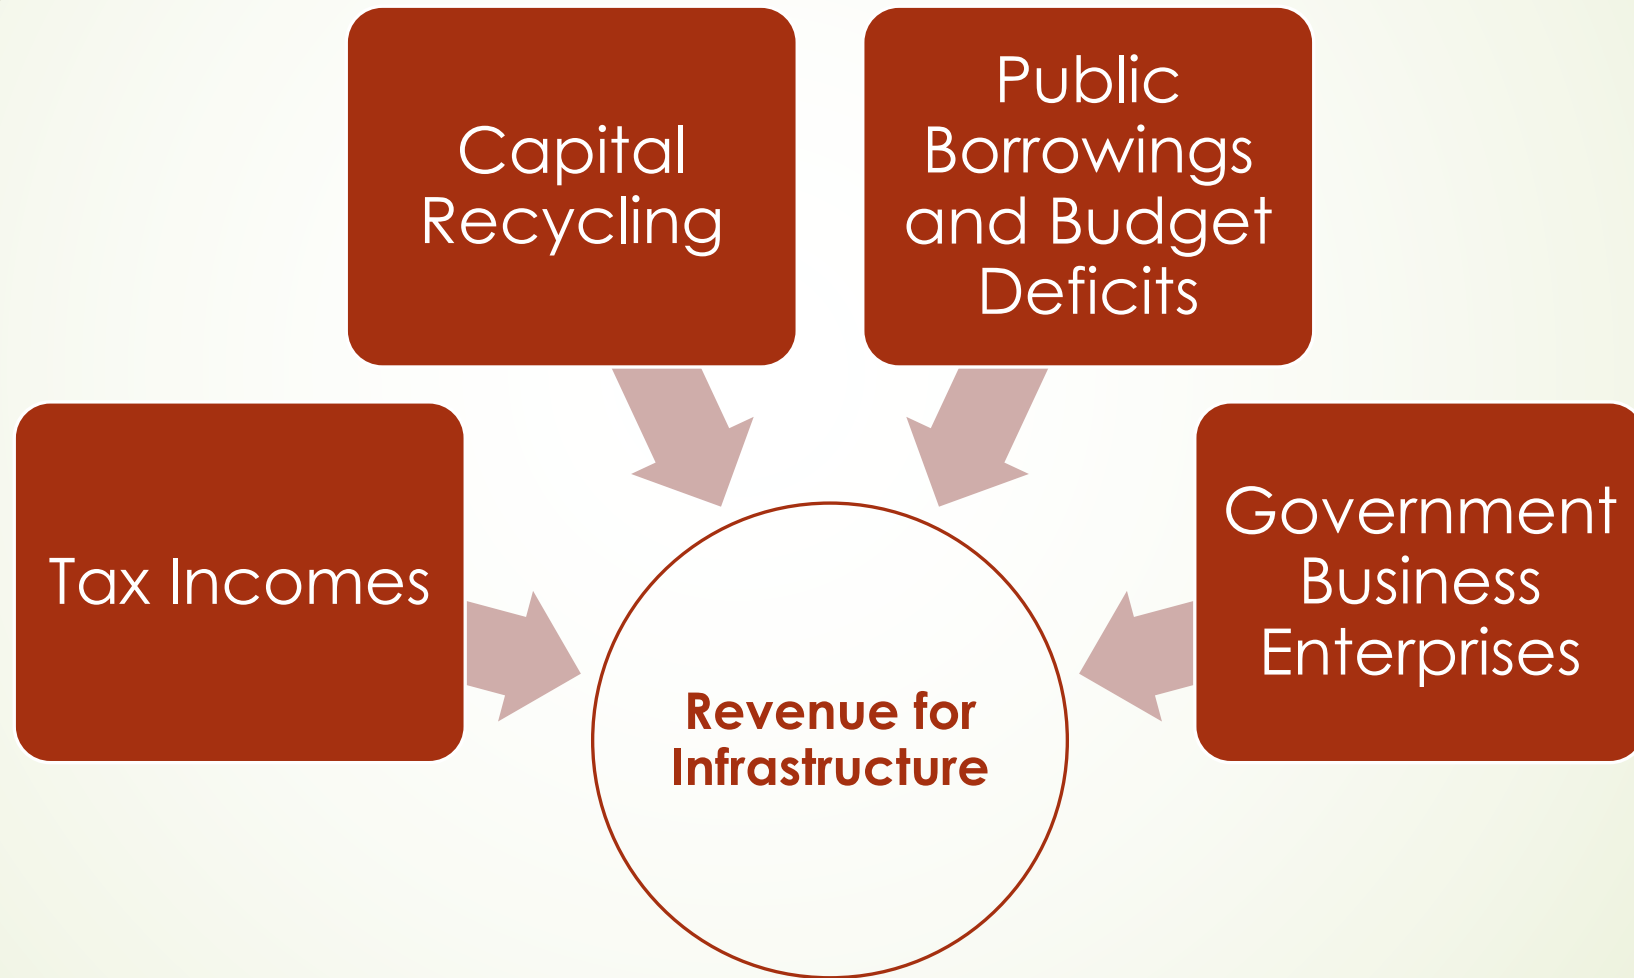 Capital
Recycling
Public
Borrowings
and Budget
Deficits
Tax Incomes
Government
Business
Enterprises
Revenue for
Infrastructure